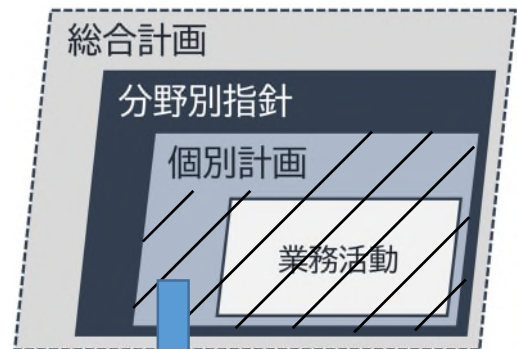 総合計画
分野別指針
個別計画
業務活動